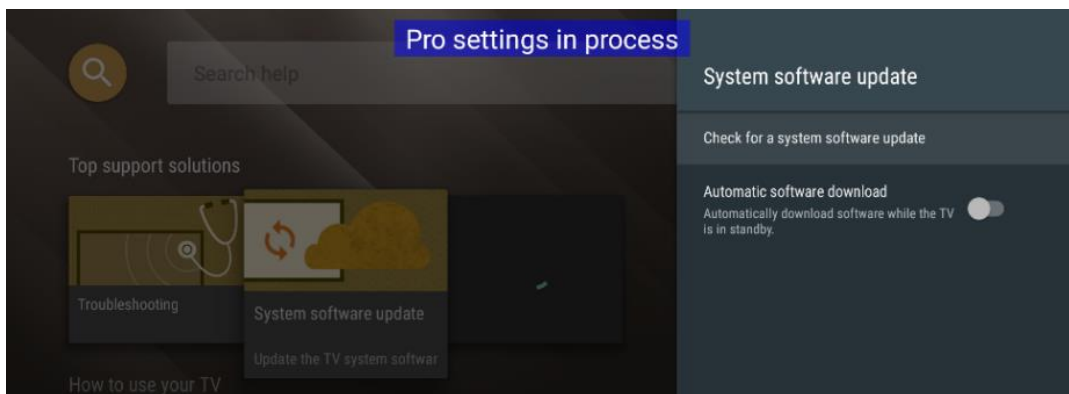 Pro settings in process
Search help
Top support solutions
Troubleshooting
System software update
Update the TV system softwar
How to use your TV
System software update
Check for a system software update
Automatic software download
Automatically download software while the TV
is in standby.